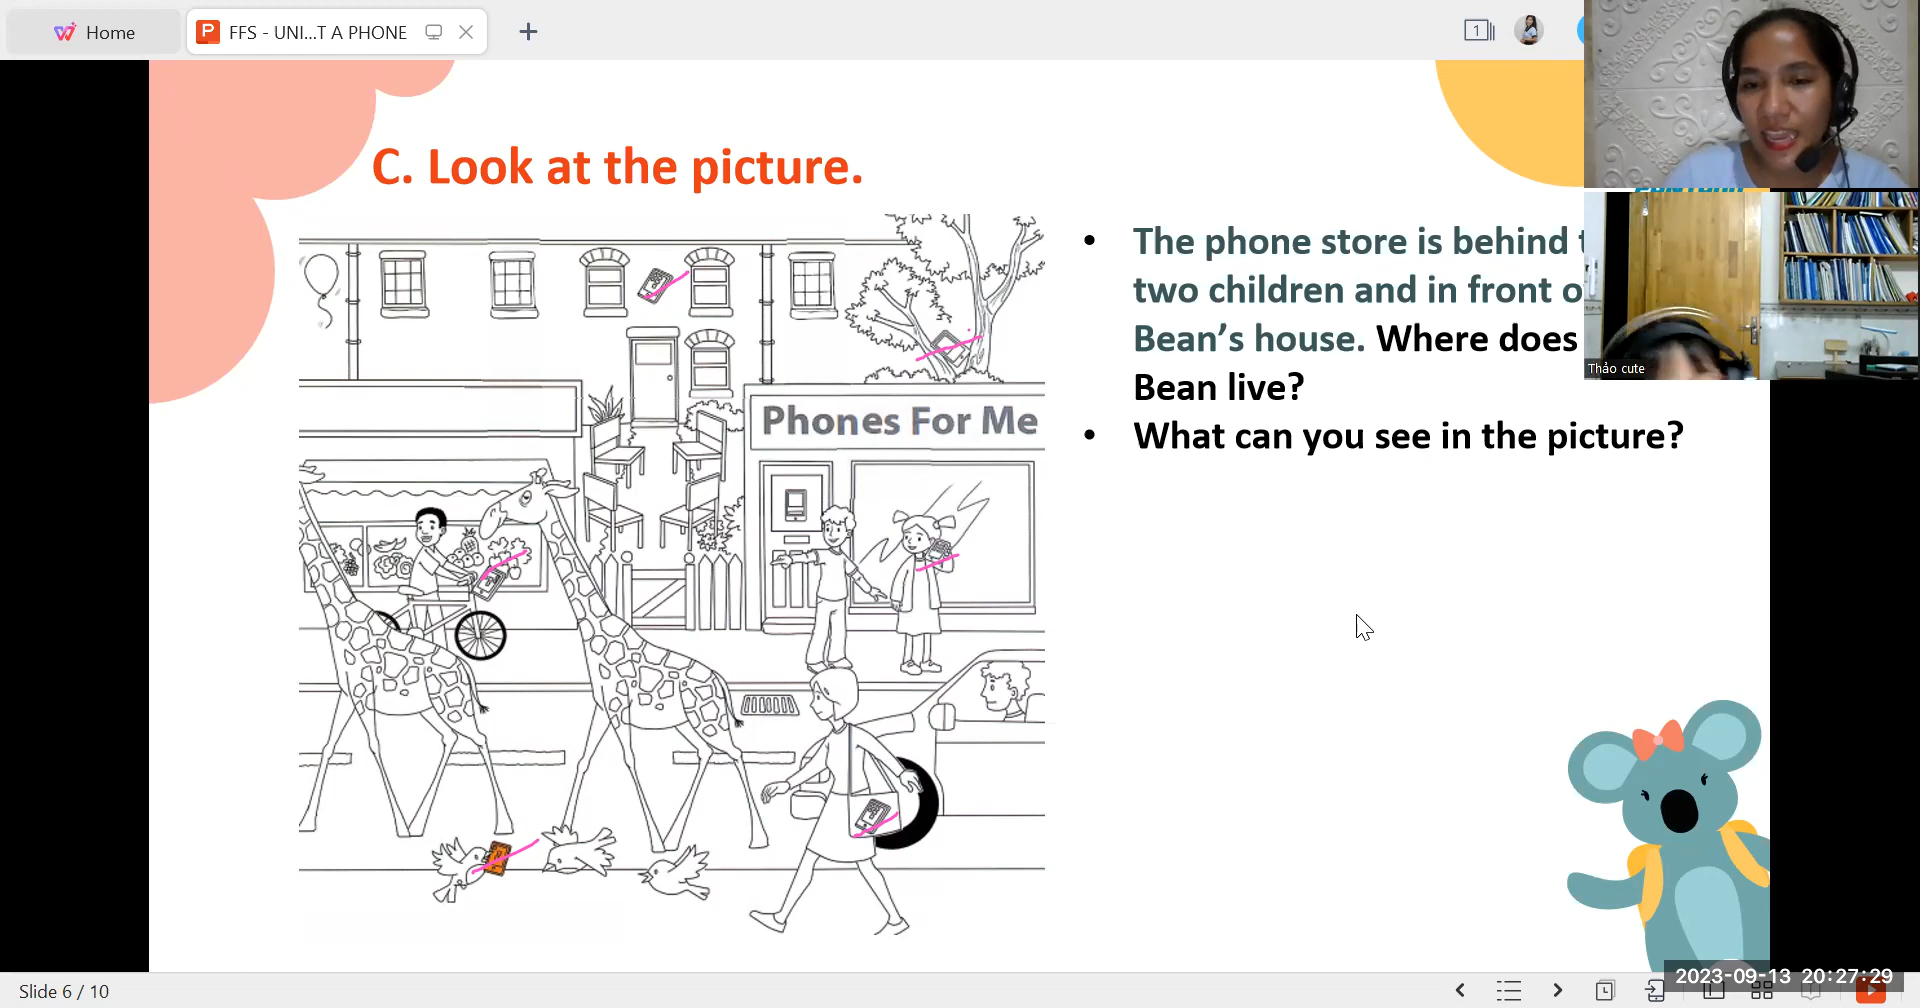 Home
FFS - UNI...T A PHONE
1
C. Look at the picture.
• The phone store is behind
two children and in front
Bean's house. Where does
Bean live?
• What can you see in the picture?
Phones For Me
Thảo cute
Slide 6 / 10
2023-09-13 20:27:29